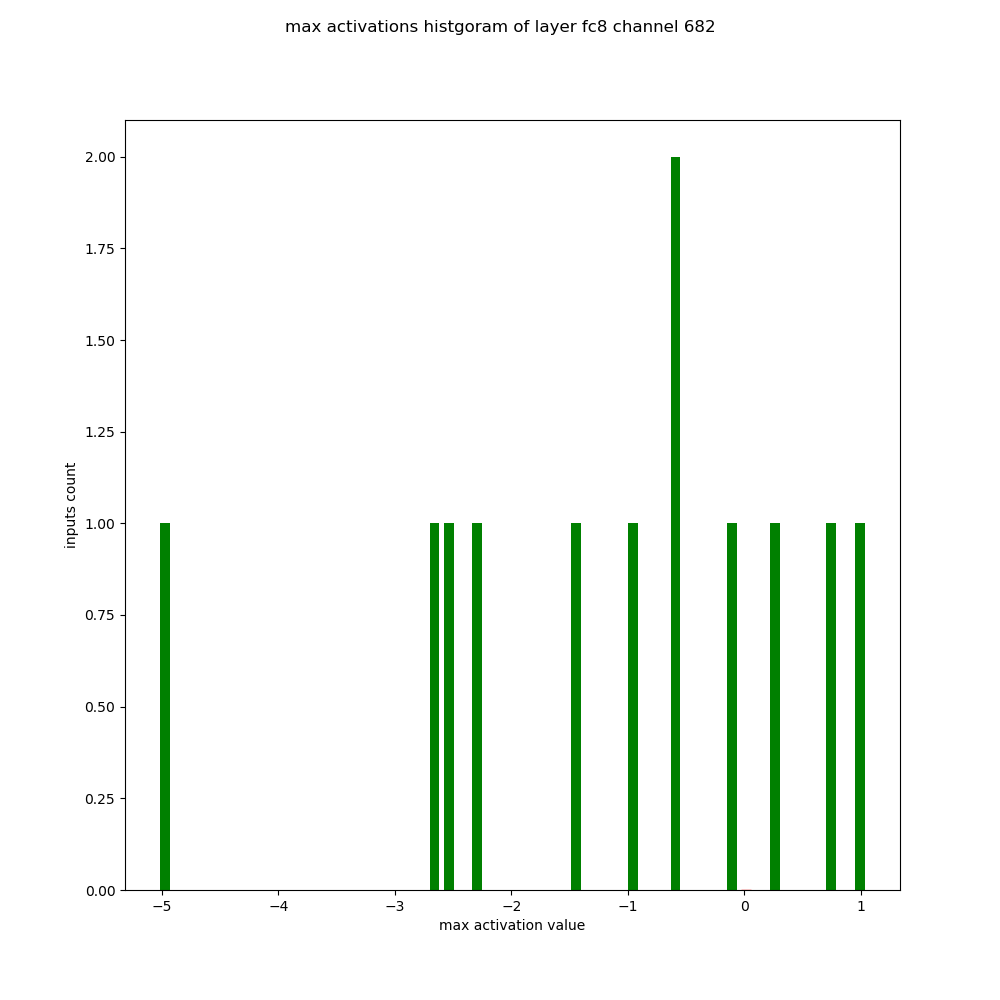 max activations histgoram of layer fc8 channel 682
2.00
1.75
1.50
1.25
1.00
0.75
0.50
0.25
0.00
inputs count
−5 −4 −3 −2 −1 0 1
max activation value